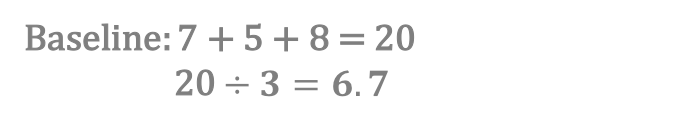 Baseline: 7 + 5 + 8 = 20
20 ÷ 3 = 6.7